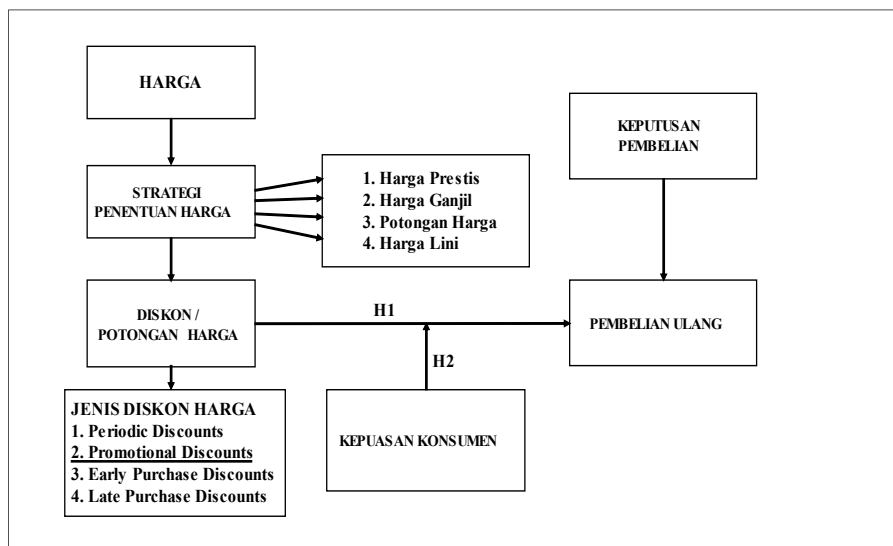 HARGA
KEPUTUSAN
PEMBELIAN
STRATEGI
PENENTUAN HARGA
1. Harga Prestis
2. Harga Ganjil
3. Potongan Harga
4. Harga Lini
DISKON /
POTONGAN HARGA
H1
PEMBELIAN ULANG
H2
JENIS DISKON HARGA
1. Periodic Discounts
2. Promotional Discounts
3. Early Purchase Discounts
4. Late Purchase Discounts
KEPUASAN KONSUMEN